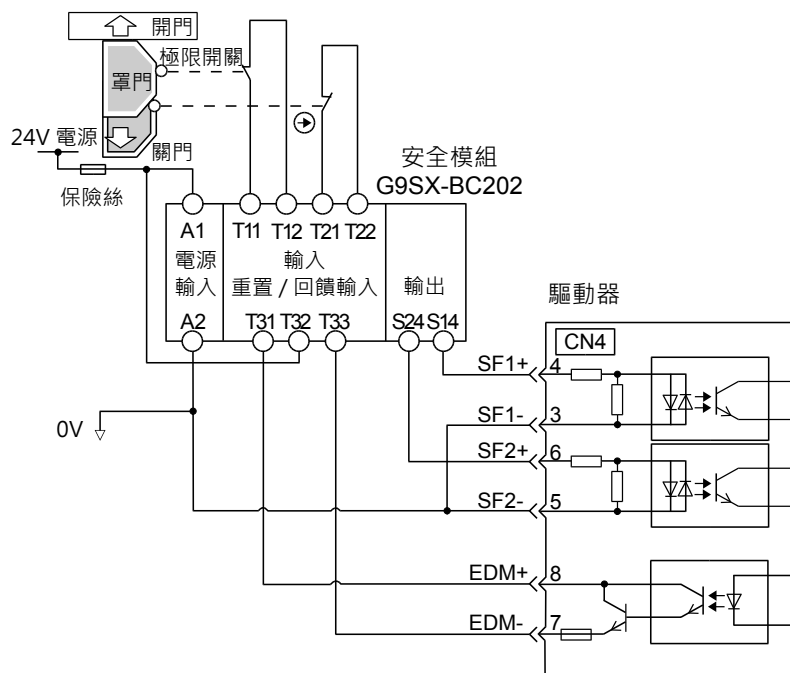 開門
極限開關
罩門
24V 電源
關門
保險絲
安全模組
G9SX-BC202
A1
T11
T12
T21
T22
電源
輸入
輸入
重置 / 回饋輸入
輸出
A2
T31
T32
T33
S24
S14
驅動器
CN4
SF1+
4
SF1-
3
0V
SF2+
6
SF2-
5
EDM+
8
EDM-
7